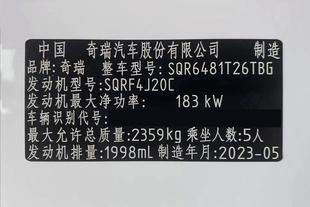 中国 奇瑞汽车股份有限公司 制造
品牌:奇瑞 整车型号:SQR6481T26TBG
发动机型号:SQRF4J20C
发动机最大净功率: 183 kW
车辆识别代号:
最大允许总质量:2359kg 乘坐人数:5人
发动机排量:1998mL 制造年月:2023-05